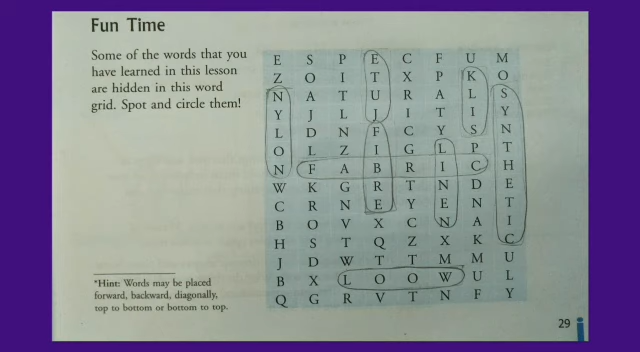 Fun Time
Some of the words that you
have learned in this lesson
are hidden in this word
grid. Spot and circle them!
E S P E C F U M
Z O I T X P K O
N A T U R A L S
Y J L J I T I Y
L D N F C Y S N
O L Z I G L P T
N F A B R I C H
W K G R T N D E
C R N E Y E N T
B O V X C N A I
H S T Q Z X K C
J D W T T M M U
B X L O O W U L
Q G R V T N F Y
*Hint: Words may be placed
forward, backward, diagonally,
top to bottom or bottom to top.
29